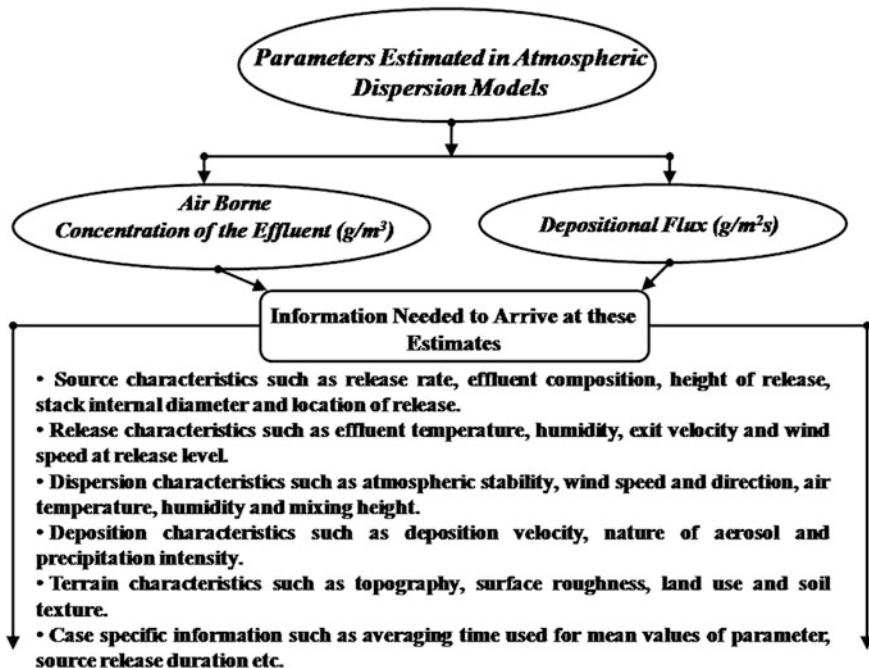 Parameters Estimated in Atmospheric
Dispersion Models
Air Borne
Concentration of the Effluent (g/m³)
Depositional Flux (g/m²s)
Information Needed to Arrive at these
Estimates
• Source characteristics such as release rate, effluent composition, height of release,
stack internal diameter and location of release.
• Release characteristics such as effluent temperature, humidity, exit velocity and wind
speed at release level.
• Dispersion characteristics such as atmospheric stability, wind speed and direction, air
temperature, humidity and mixing height.
• Deposition characteristics such as deposition velocity, nature of aerosol and
precipitation intensity.
• Terrain characteristics such as topography, surface roughness, land use and soil
texture.
• Case specific information such as averaging time used for mean values of parameter,
source release duration etc.